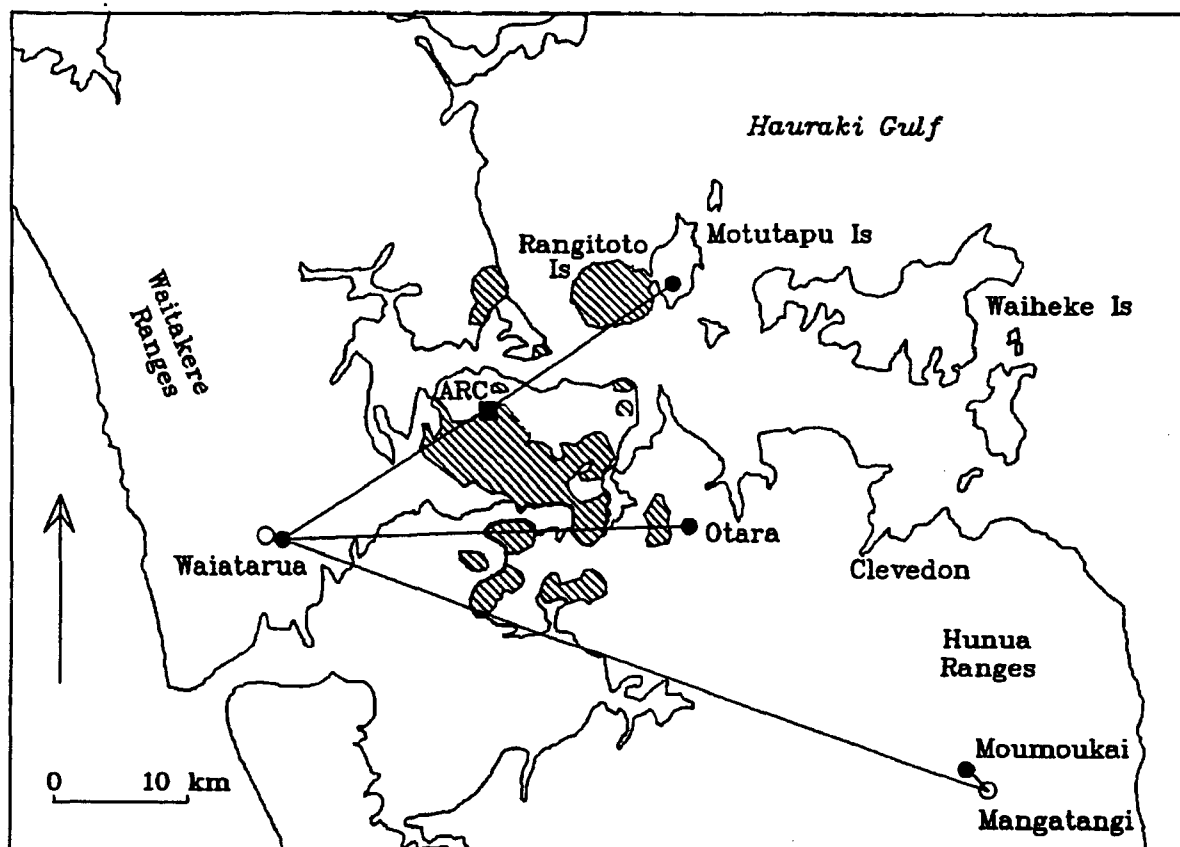 Hauraki Gulf
Motutapu Is
Rangitoto
Is
Waitakere
Ranges
Waiheke Is
ARC
Otara
Waiatarua
Clevedon
Hunua
Ranges
Moumoukai
0 10 km
Mangatangi